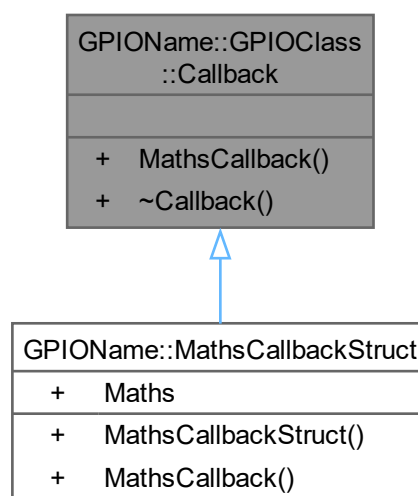 GPIOName::GPIOClass
::Callback
+ MathsCallback()
+ ~Callback()
GPIOName::MathsCallbackStruct
+ Maths
+ MathsCallbackStruct()
+ MathsCallback()